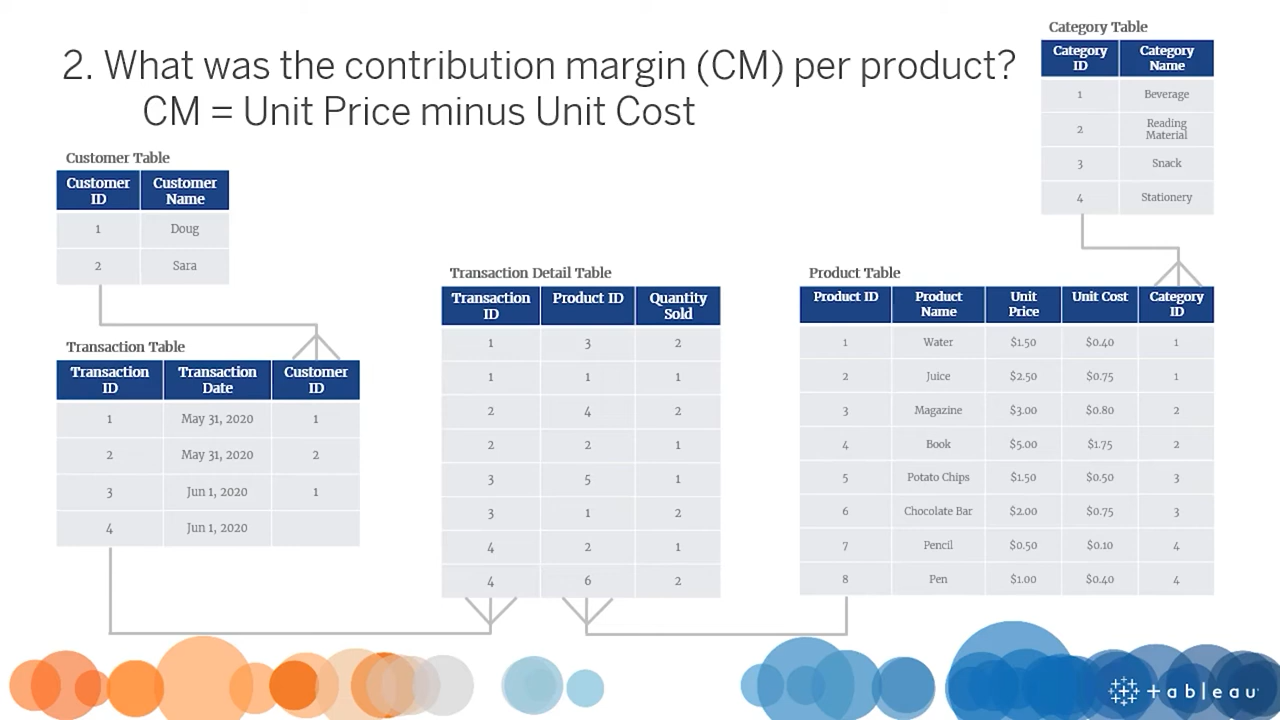 2. What was the contribution margin (CM) per product?
CM = Unit Price minus Unit Cost
Category Table
Category ID Category Name
1 Beverage
2 Reading Material
3 Snack
4 Stationery
Customer Table
Customer ID Customer Name
1 Doug
2 Sara
Transaction Table
Transaction ID Transaction Date Customer ID
1 May 31, 2020 1
2 May 31, 2020 2
3 Jun 1, 2020 1
4 Jun 1, 2020
Transaction Detail Table
Transaction ID Product ID Quantity Sold
1 3 2
1 1 1
2 4 2
2 2 1
3 5 1
3 1 2
4 2 1
4 6 2
Product Table
Product ID Product Name Unit Price Unit Cost Category ID
1 Water $1.50 $0.40 1
2 Juice $2.50 $0.75 1
3 Magazine $3.00 $0.80 2
4 Book $5.00 $1.75 2
5 Potato Chips $1.50 $0.50 3
6 Chocolate Bar $2.00 $0.75 3
7 Pencil $0.50 $0.10 4
8 Pen $1.00 $0.40 4
tableau